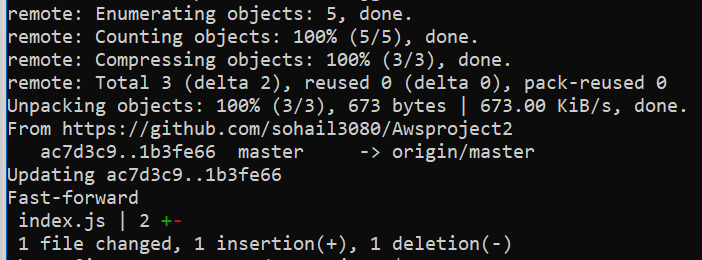 remote: Enumerating objects: 5, done.
remote: Counting objects: 100% (5/5), done.
remote: Compressing objects: 100% (3/3), done.
remote: Total 3 (delta 2), reused 0 (delta 0), pack-reused 0
Unpacking objects: 100% (3/3), 673 bytes | 673.00 KiB/s, done.
From https://github.com/sohail3080/Awsproject2
   ac7d3c9..1b3fe66  master     -> origin/master
Updating ac7d3c9..1b3fe66
Fast-forward
 index.js | 2 +-
 1 file changed, 1 insertion(+), 1 deletion(-)